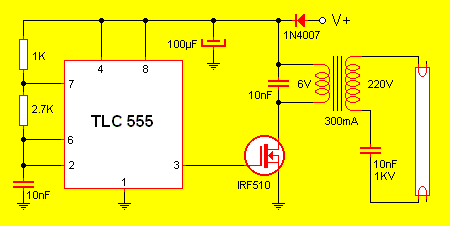 V+
1N4007
100µF
1K
4
8
7
10nF
6V
220V
2.7K
TLC 555
300mA
6
2
3
10nF
1KV
10nF
1
IRF510